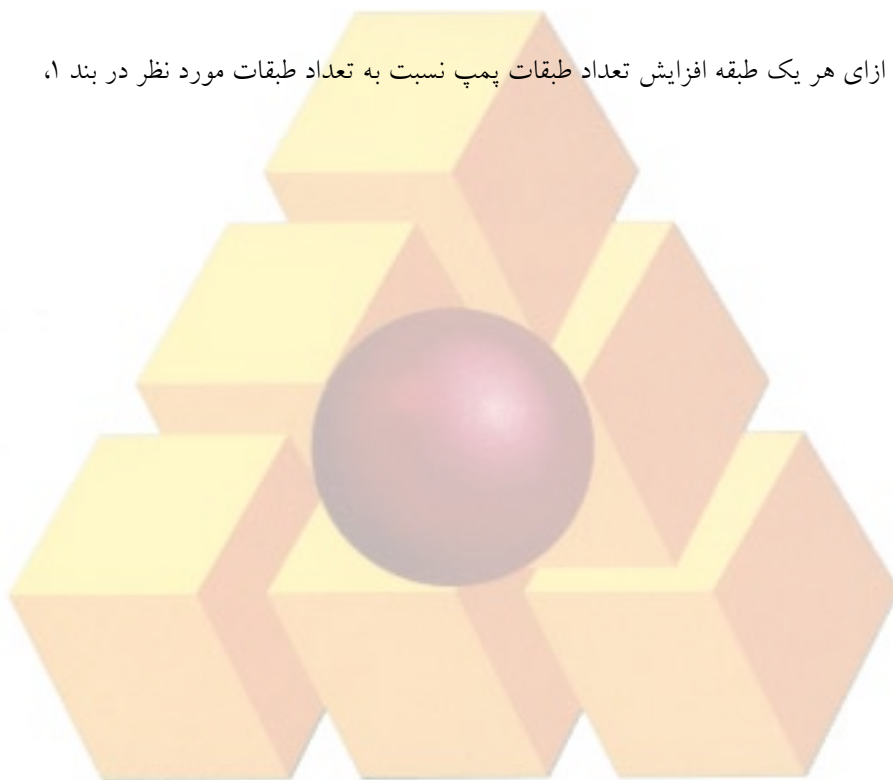 ازای هر یک طبقه افزایش تعداد طبقات پمپ نسبت به تعداد طبقات مورد نظر در بند ۱،